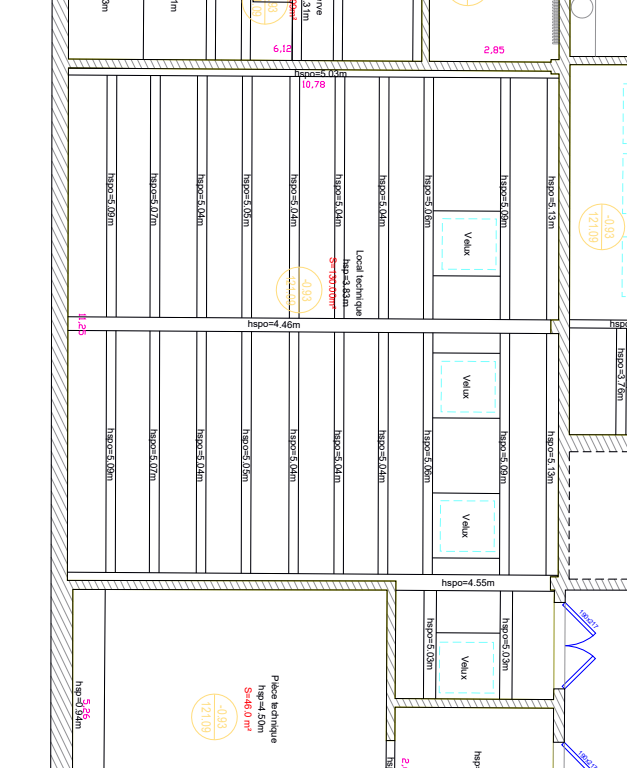 6,12
2,85
hspo=5.03m
10,78
hspo=5.09m
hspo=5.07m
hspo=5.04m
hspo=5.05m
hspo=5.04m
hspo=5.04m
hspo=5.04m
hspo=5.06m
hspo=5.09m
hspo=5.13m
Velux
Local technique
hsp=3.83m
S=130.00m²
-0.93
-0.93
121.09
11,25
hspo=4.46m
hspo=3.76m
Velux
hspo=5.09m
hspo=5.07m
hspo=5.04m
hspo=5.05m
hspo=5.04m
hspo=5.04m
hspo=5.04m
hspo=5.06m
hspo=5.09m
hspo=5.13m
Velux
hspo=4.55m
190x217
hspo=5.03m
hspo=5.03m
Velux
Pièce technique
hsp=4.50m
S=46.0 m²
-0.93
121.09
hsp=0.94m
5,26